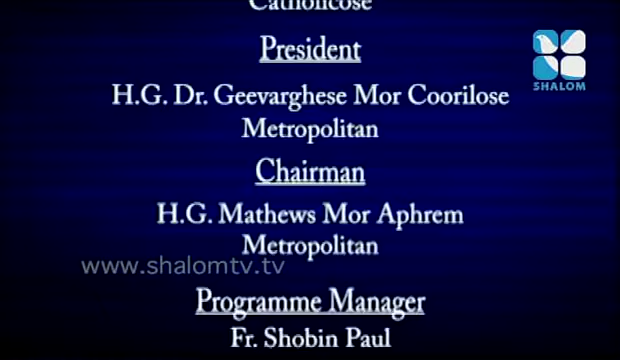 Catholicose
President
SHALOM
H.G. Dr. Geevarghese Mor Coorilose
Metropolitan
Chairman
H.G. Mathews Mor Aphrem
Metropolitan
www.shalomtv.tv
Programme Manager
Fr. Shobin Paul